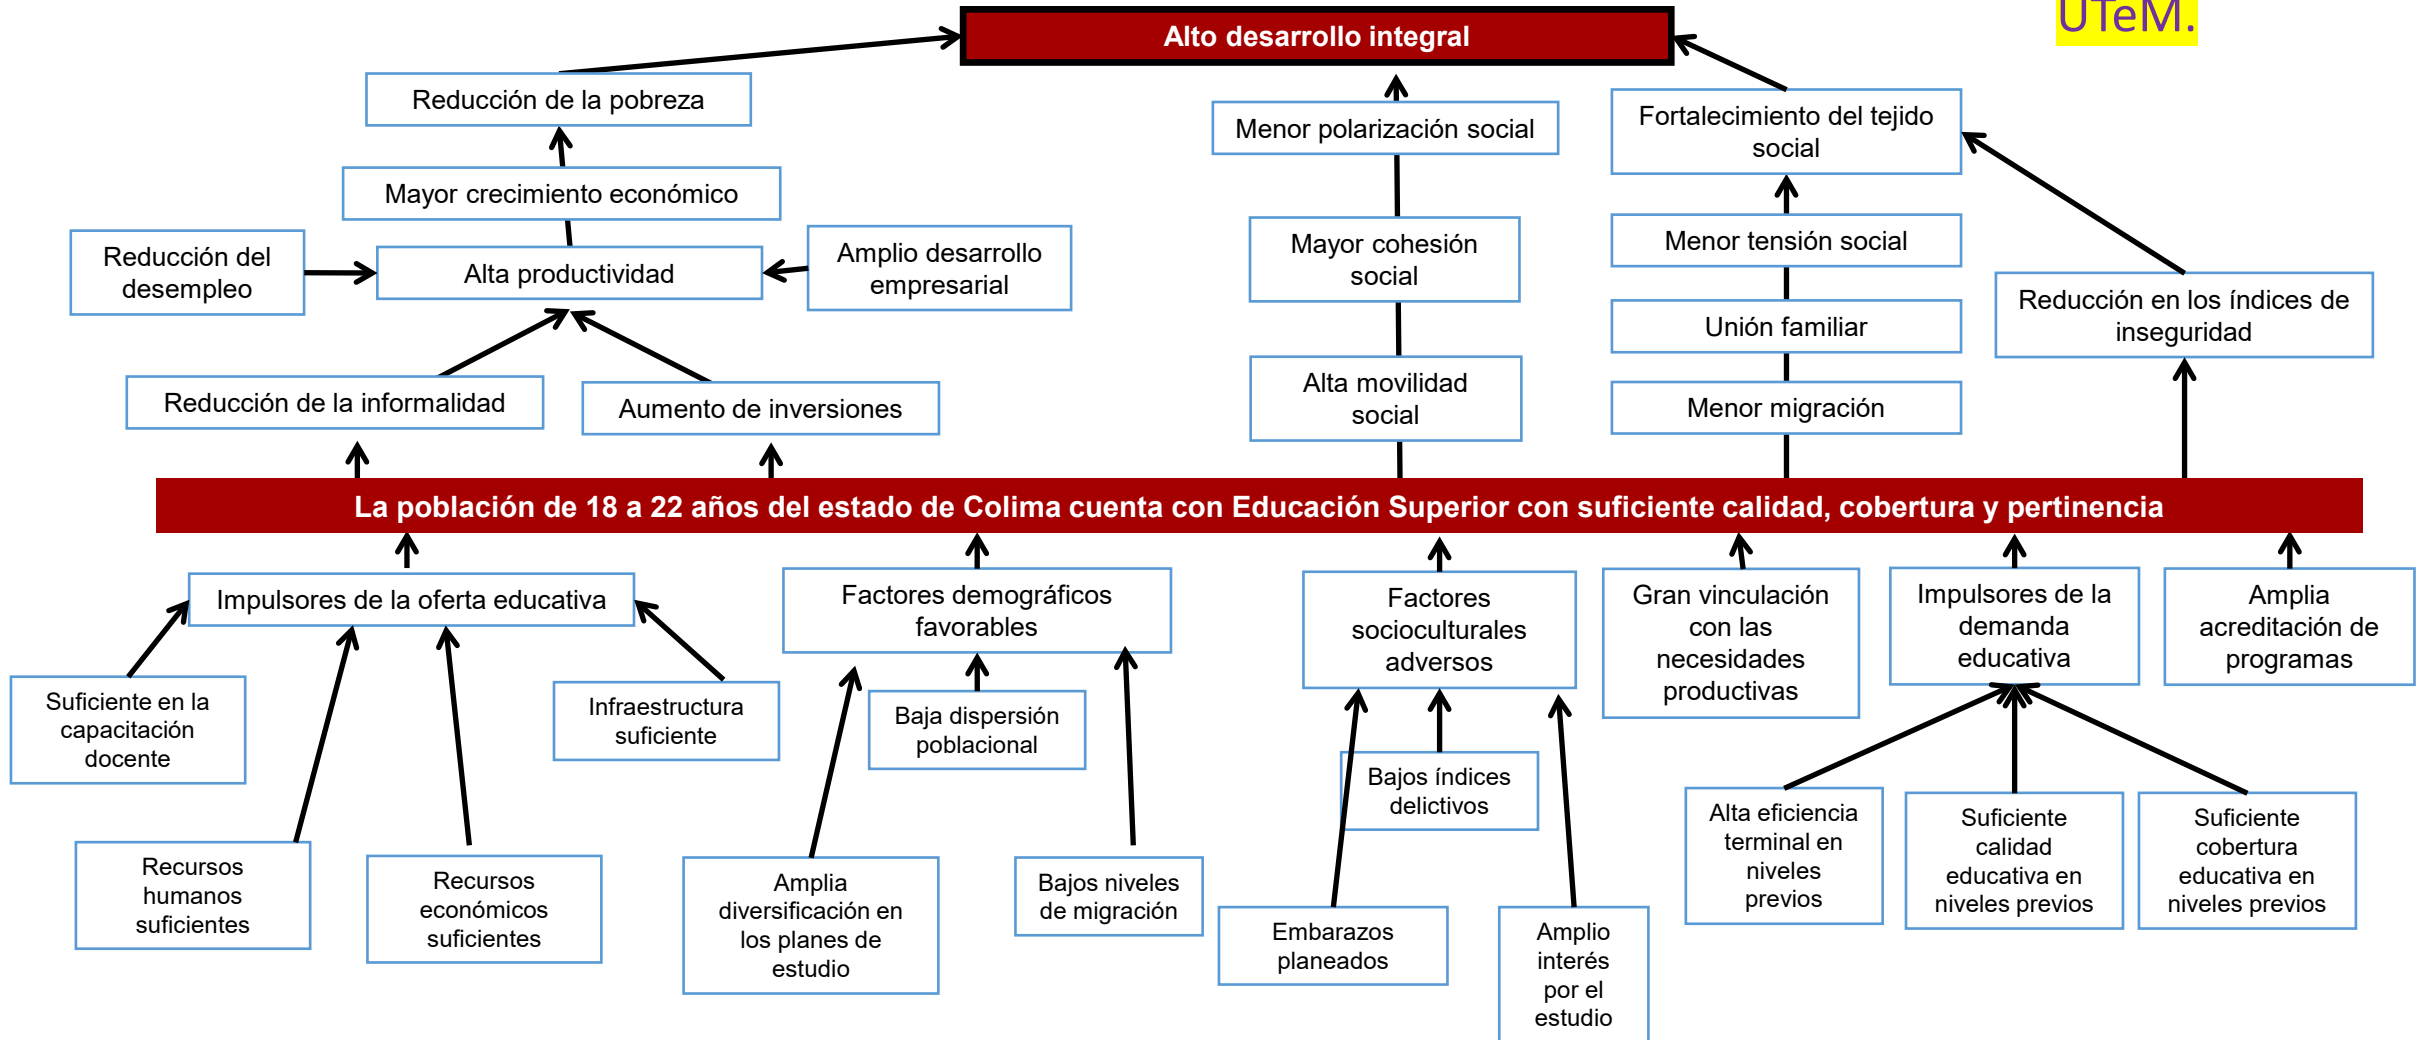 UTeM.
Alto desarrollo integral
Reducción de la pobreza
Menor polarización social
Fortalecimiento del tejido
social
Mayor crecimiento económico
Reducción del
desempleo
Alta productividad
Amplio desarrollo
empresarial
Mayor cohesión
social
Menor tensión social
Unión familiar
Reducción en los índices de
inseguridad
Reducción de la informalidad
Aumento de inversiones
Alta movilidad
social
Menor migración
La población de 18 a 22 años del estado de Colima cuenta con Educación Superior con suficiente calidad, cobertura y pertinencia
Impulsores de la oferta educativa
Factores demográficos
favorables
Factores
socioculturales
adversos
Gran vinculación
con las
necesidades
productivas
Impulsores de la
demanda
educativa
Amplia
acreditación de
programas
Suficiente en la
capacitación
docente
Infraestructura
suficiente
Baja dispersión
poblacional
Bajos índices
delictivos
Alta eficiencia
terminal en
niveles
previos
Suficiente
calidad
educativa en
niveles previos
Suficiente
cobertura
educativa en
niveles previos
Recursos
humanos
suficientes
Recursos
económicos
suficientes
Amplia
diversificación en
los planes de
estudio
Bajos niveles
de migración
Embarazos
planeados
Amplio
interés
por el
estudio